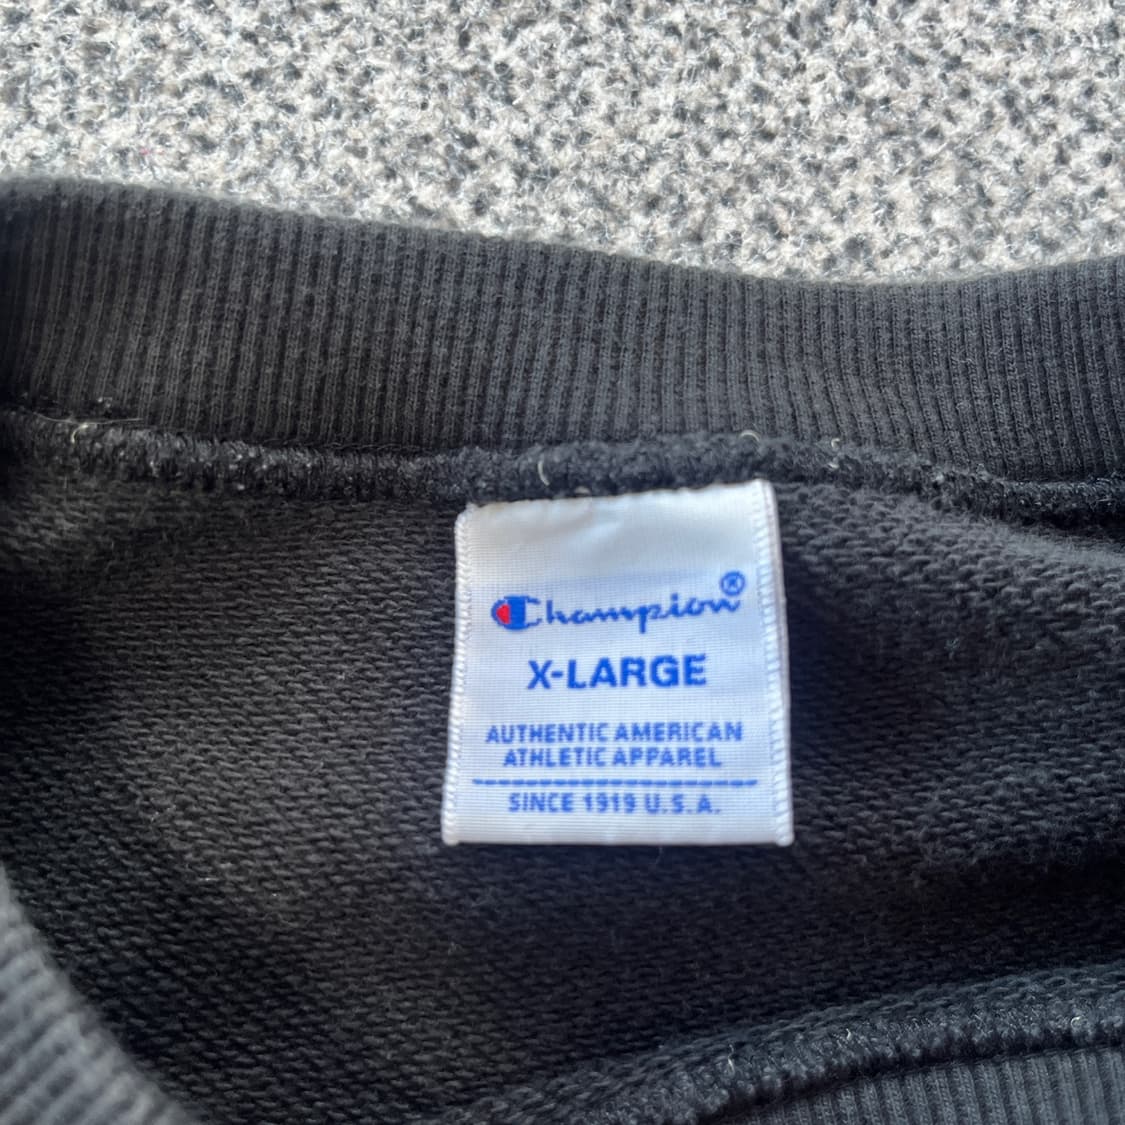 Champion®
X-LARGE
AUTHENTIC AMERICAN
ATHLETIC APPAREL
SINCE 1919 U.S.A.